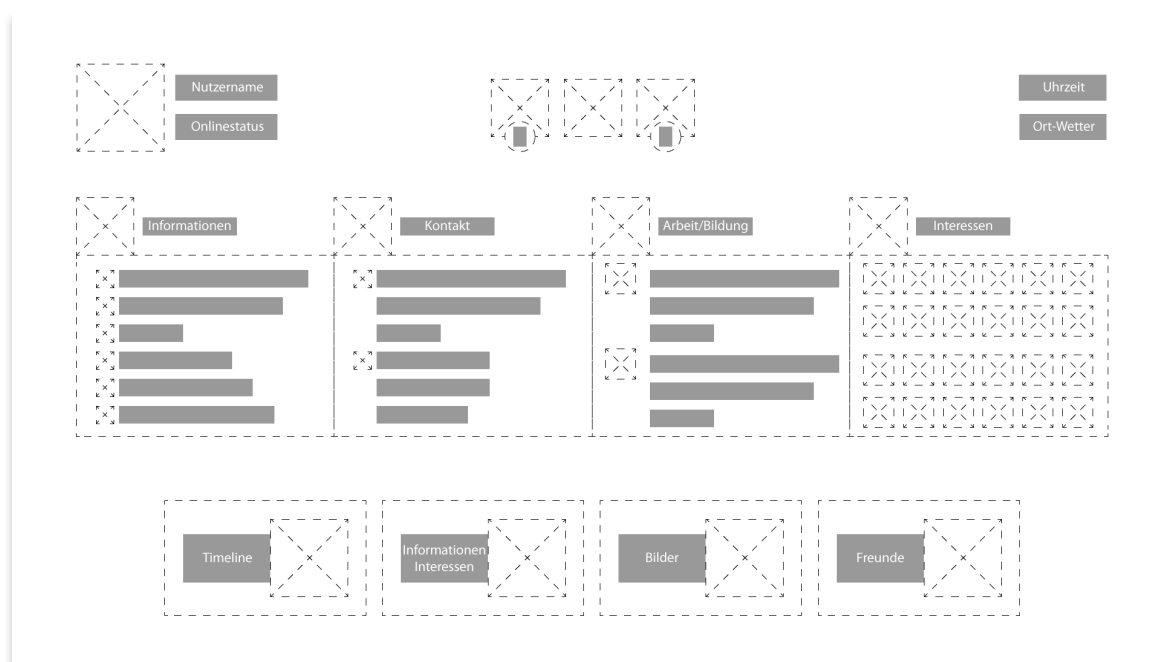 Nutzername
Onlinestatus
Uhrzeit
Ort-Wetter
Informationen
Kontakt
Arbeit/Bildung
Interessen
Timeline
Informationen
Interessen
Bilder
Freunde